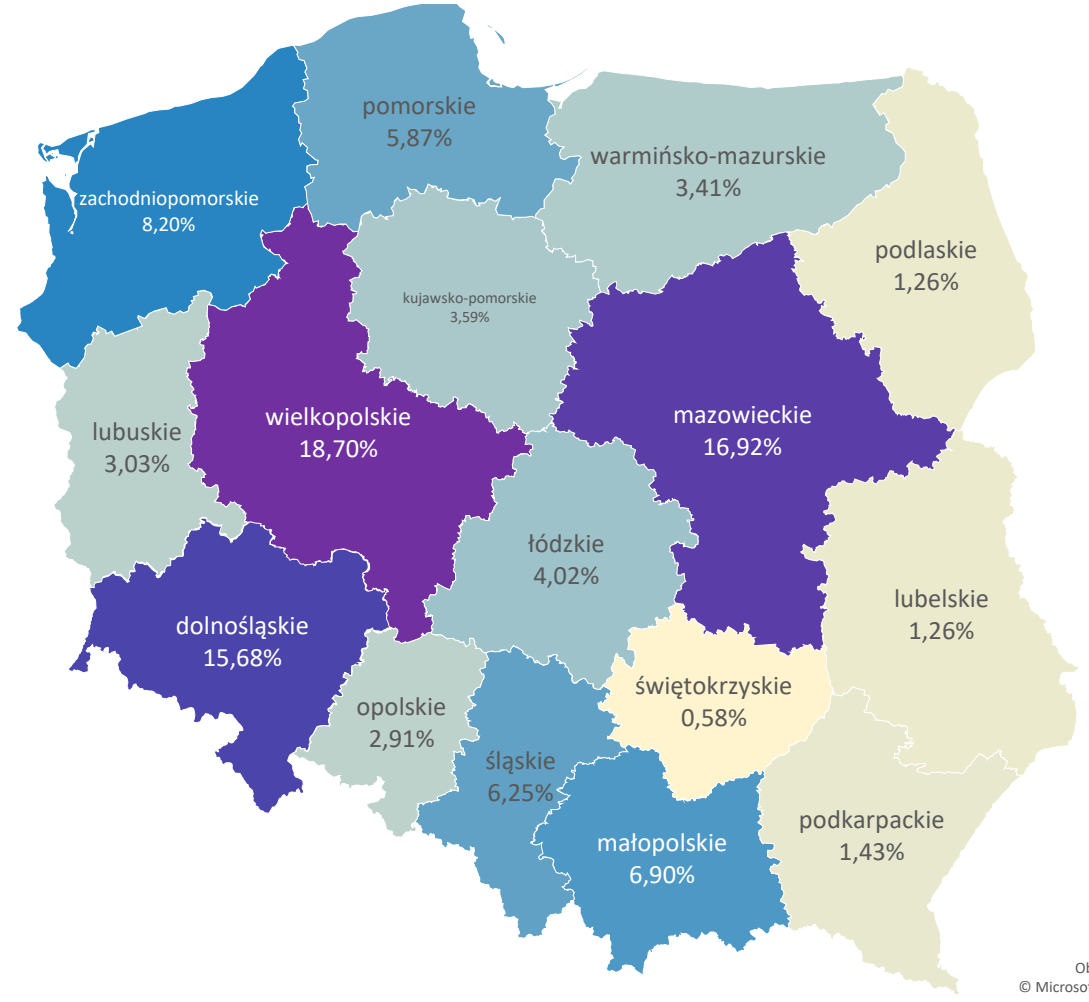 pomorskie
5,87%
warmińsko-mazurskie
3,41%
zachodniopomorskie
8,20%
podlaskie
1,26%
kujawsko-pomorskie
3,59%
wielkopolskie
18,70%
mazowieckie
16,92%
lubuskie
3,03%
łódzkie
4,02%
lubelskie
1,26%
dolnośląskie
15,68%
świętokrzyskie
0,58%
opolskie
2,91%
śląskie
6,25%
podkarpackie
1,43%
małopolskie
6,90%
©